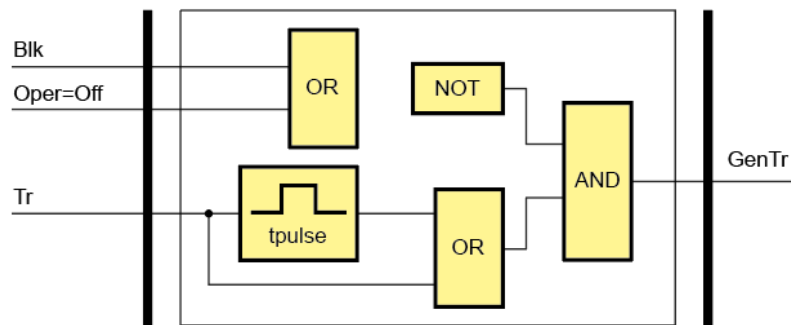 Blk
OR
NOT
Oper=Off
AND
GenTr
Tr
tpulse
OR